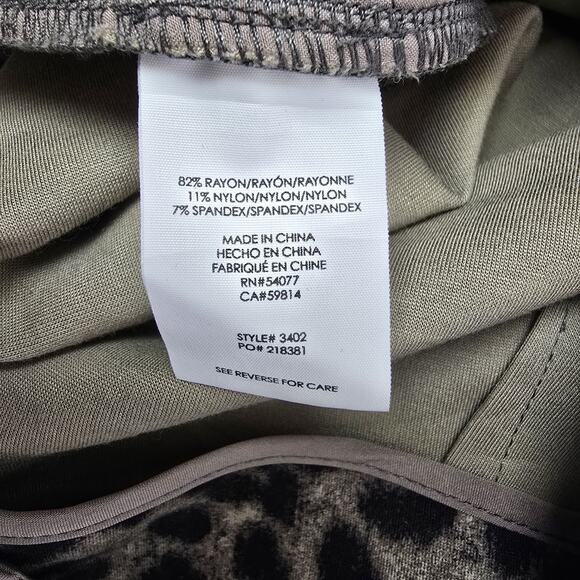 82% RAYON/RAYÓN/RAYONNE
11% NYLON/NYLON/NYLON
7% SPANDEX/SPANDEX/SPANDEX
MADE IN CHINA
HECHO EN CHINA
FABRIQUÉ EN CHINE
RN#54077
CA#59814
STYLE# 3402
PO# 218381
SEE REVERSE FOR CARE